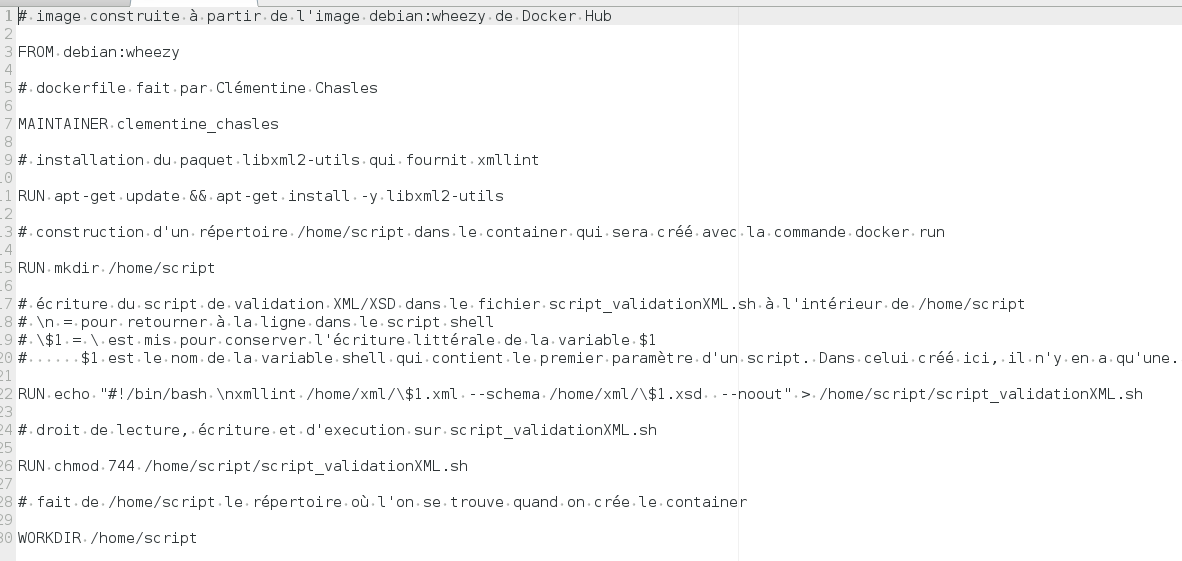 1 # image construite à partir de l'image debian:wheezy de Docker Hub
2
3 FROM debian:wheezy
4
5 # dockerfile fait par Clémentine Chasles
6
7 MAINTAINER clementine_chasles
8
9 # installation du paquet libxml2-utils qui fournit xmllint
10
11 RUN apt-get update && apt-get install -y libxml2-utils
12
13 # construction d'un répertoire /home/script dans le container qui sera créé avec la commande docker run
14
15 RUN mkdir /home/script
16
17 # écriture du script de validation XML/XSD dans le fichier script_validationXML.sh à l'intérieur de /home/script
18 # \n = pour retourner à la ligne dans le script shell
19 # \$1 = \ est mis pour conserver l'écriture littérale de la variable $1
20 #      $1 est le nom de la variable shell qui contient le premier paramètre d'un script. Dans celui créé ici, il n'y en a qu'une.
21
22 RUN echo "#!/bin/bash \nxmllint /home/xml/\$1.xml --schema /home/xml/\$1.xsd  --noout" > /home/script/script_validationXML.sh
23
24 # droit de lecture, écriture et d'execution sur script_validationXML.sh
25
26 RUN chmod 744 /home/script/script_validationXML.sh
27
28 # fait de /home/script le répertoire où l'on se trouve quand on crée le container
29
30 WORKDIR /home/script